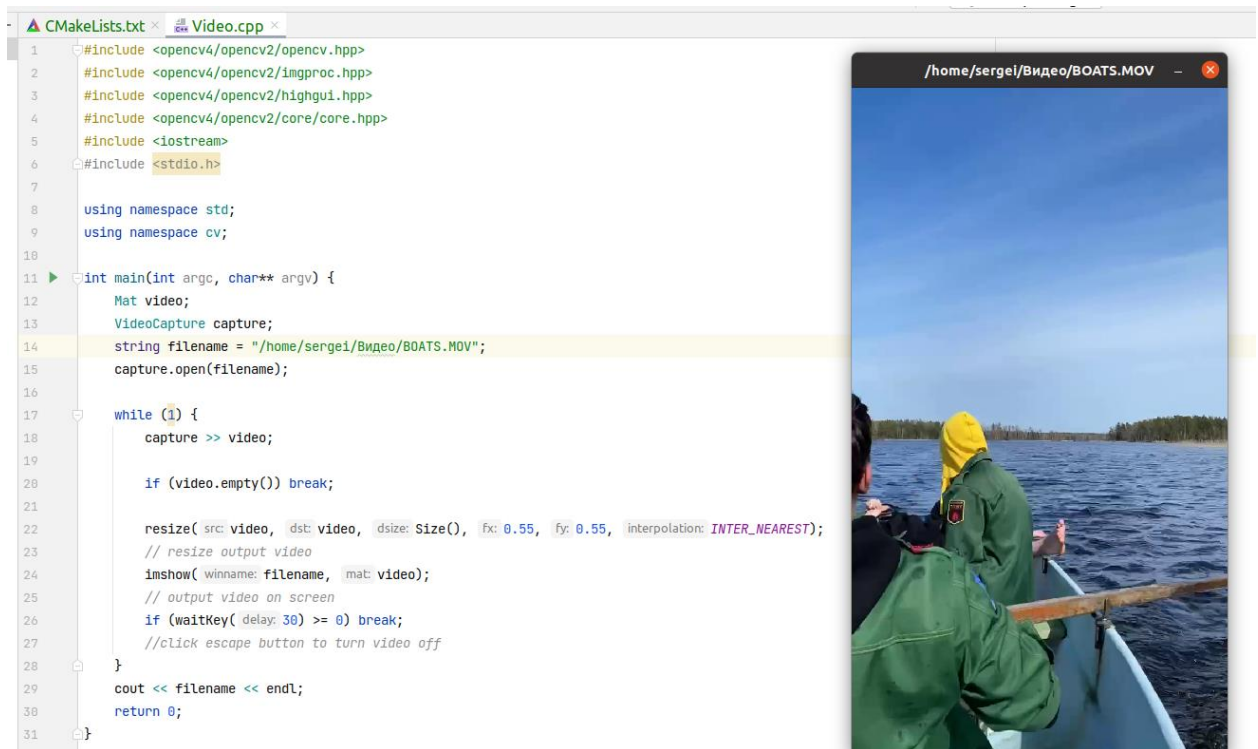 CMakeLists.txt × Video.cpp ×
1 #include <opencv4/opencv2/opencv.hpp>
2 #include <opencv4/opencv2/imgproc.hpp>
3 #include <opencv4/opencv2/highgui.hpp>
4 #include <opencv4/opencv2/core/core.hpp>
5 #include <iostream>
6 #include <stdio.h>
7
8 using namespace std;
9 using namespace cv;
10
11 int main(int argc, char** argv) {
12 Mat video;
13 VideoCapture capture;
14 string filename = "/home/sergei/Видео/BOATS.MOV";
15 capture.open(filename);
16
17 while (1) {
18 capture >> video;
19
20 if (video.empty()) break;
21
22 resize( src: video, dst: video, dsize: Size(), fx: 0.55, fy: 0.55, interpolation: INTER_NEAREST);
23 // resize output video
24 imshow( winname: filename, mat: video);
25 // output video on screen
26 if (waitKey( delay: 30) >= 0) break;
27 //click escape button to turn video off
28 }
29 cout << filename << endl;
30 return 0;
31 }
/home/sergei/Видео/BOATS.MOV